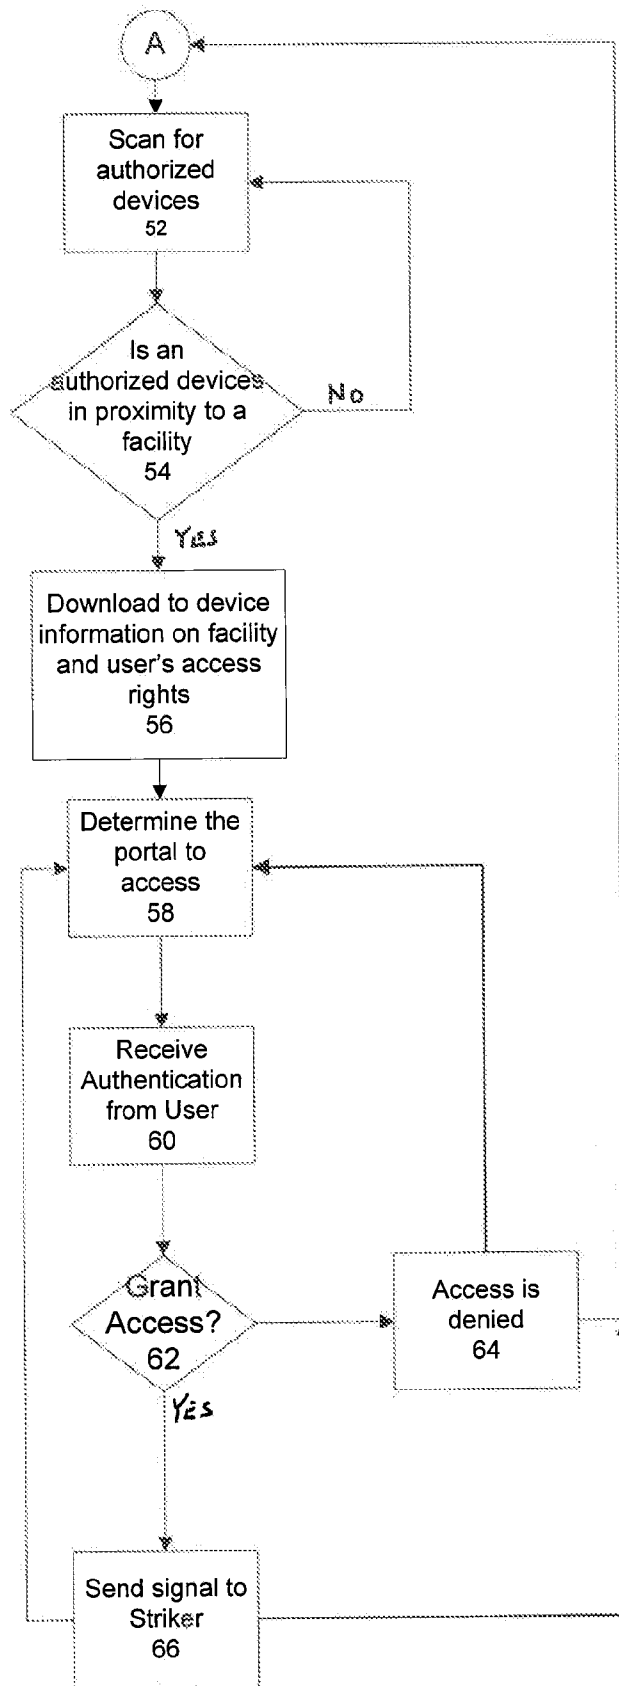 A
Scan for
authorized
devices
52
Is an
authorized devices
in proximity to a
facility
54
No
YES
Download to device
information on facility
and user's access
rights
56
Determine the
portal to
access
58
Receive
Authentication
from User
60
Grant
Access?
62
Access is
denied
64
YES
Send signal to
Striker
66